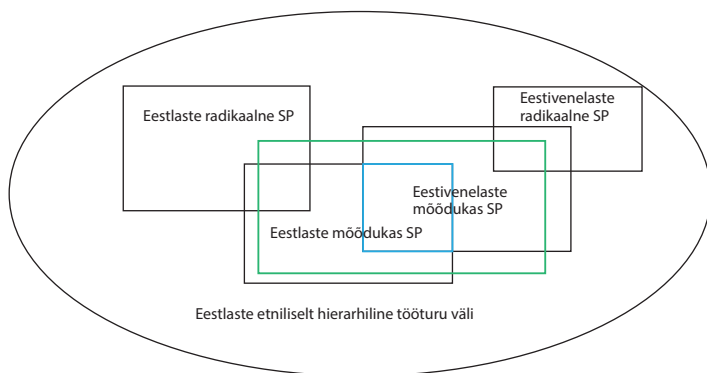 Eestlaste radikaalne SP
Eestivenelaste
radikaalne SP
Eestivenelaste
mõõdukas SP
Eestlaste mõõdukas SP
Eestlaste etniliselt hierarhiline tööturu väli